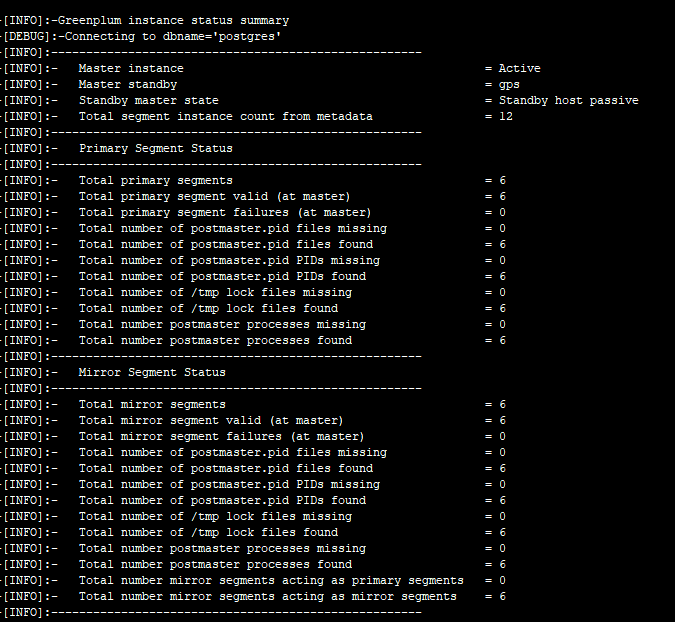 -[INFO]:-Greenplum instance status summary
-[DEBUG]:-Connecting to dbname='postgres'
-[INFO]:-----------------------------------------------------
-[INFO]:-   Master instance                                           = Active
-[INFO]:-   Master standby                                            = gps
-[INFO]:-   Standby master state                                      = Standby host passive
-[INFO]:-   Total segment instance count from metadata                = 12
-[INFO]:-----------------------------------------------------
-[INFO]:-   Primary Segment Status
-[INFO]:-----------------------------------------------------
-[INFO]:-   Total primary segments                                    = 6
-[INFO]:-   Total primary segment valid (at master)                   = 6
-[INFO]:-   Total primary segment failures (at master)                = 0
-[INFO]:-   Total number of postmaster.pid files missing              = 0
-[INFO]:-   Total number of postmaster.pid files found                = 6
-[INFO]:-   Total number of postmaster.pid PIDs missing               = 0
-[INFO]:-   Total number of postmaster.pid PIDs found                 = 6
-[INFO]:-   Total number of /tmp lock files missing                   = 0
-[INFO]:-   Total number of /tmp lock files found                     = 6
-[INFO]:-   Total number postmaster processes missing                 = 0
-[INFO]:-   Total number postmaster processes found                   = 6
-[INFO]:-----------------------------------------------------
-[INFO]:-   Mirror Segment Status
-[INFO]:-----------------------------------------------------
-[INFO]:-   Total mirror segments                                     = 6
-[INFO]:-   Total mirror segment valid (at master)                    = 6
-[INFO]:-   Total mirror segment failures (at master)                 = 0
-[INFO]:-   Total number of postmaster.pid files missing              = 0
-[INFO]:-   Total number of postmaster.pid files found                = 6
-[INFO]:-   Total number of postmaster.pid PIDs missing               = 0
-[INFO]:-   Total number of postmaster.pid PIDs found                 = 6
-[INFO]:-   Total number of /tmp lock files missing                   = 0
-[INFO]:-   Total number of /tmp lock files found                     = 6
-[INFO]:-   Total number postmaster processes missing                 = 0
-[INFO]:-   Total number postmaster processes found                   = 6
-[INFO]:-   Total number mirror segments acting as primary segments   = 0
-[INFO]:-   Total number mirror segments acting as mirror segments    = 6
-[INFO]:-----------------------------------------------------